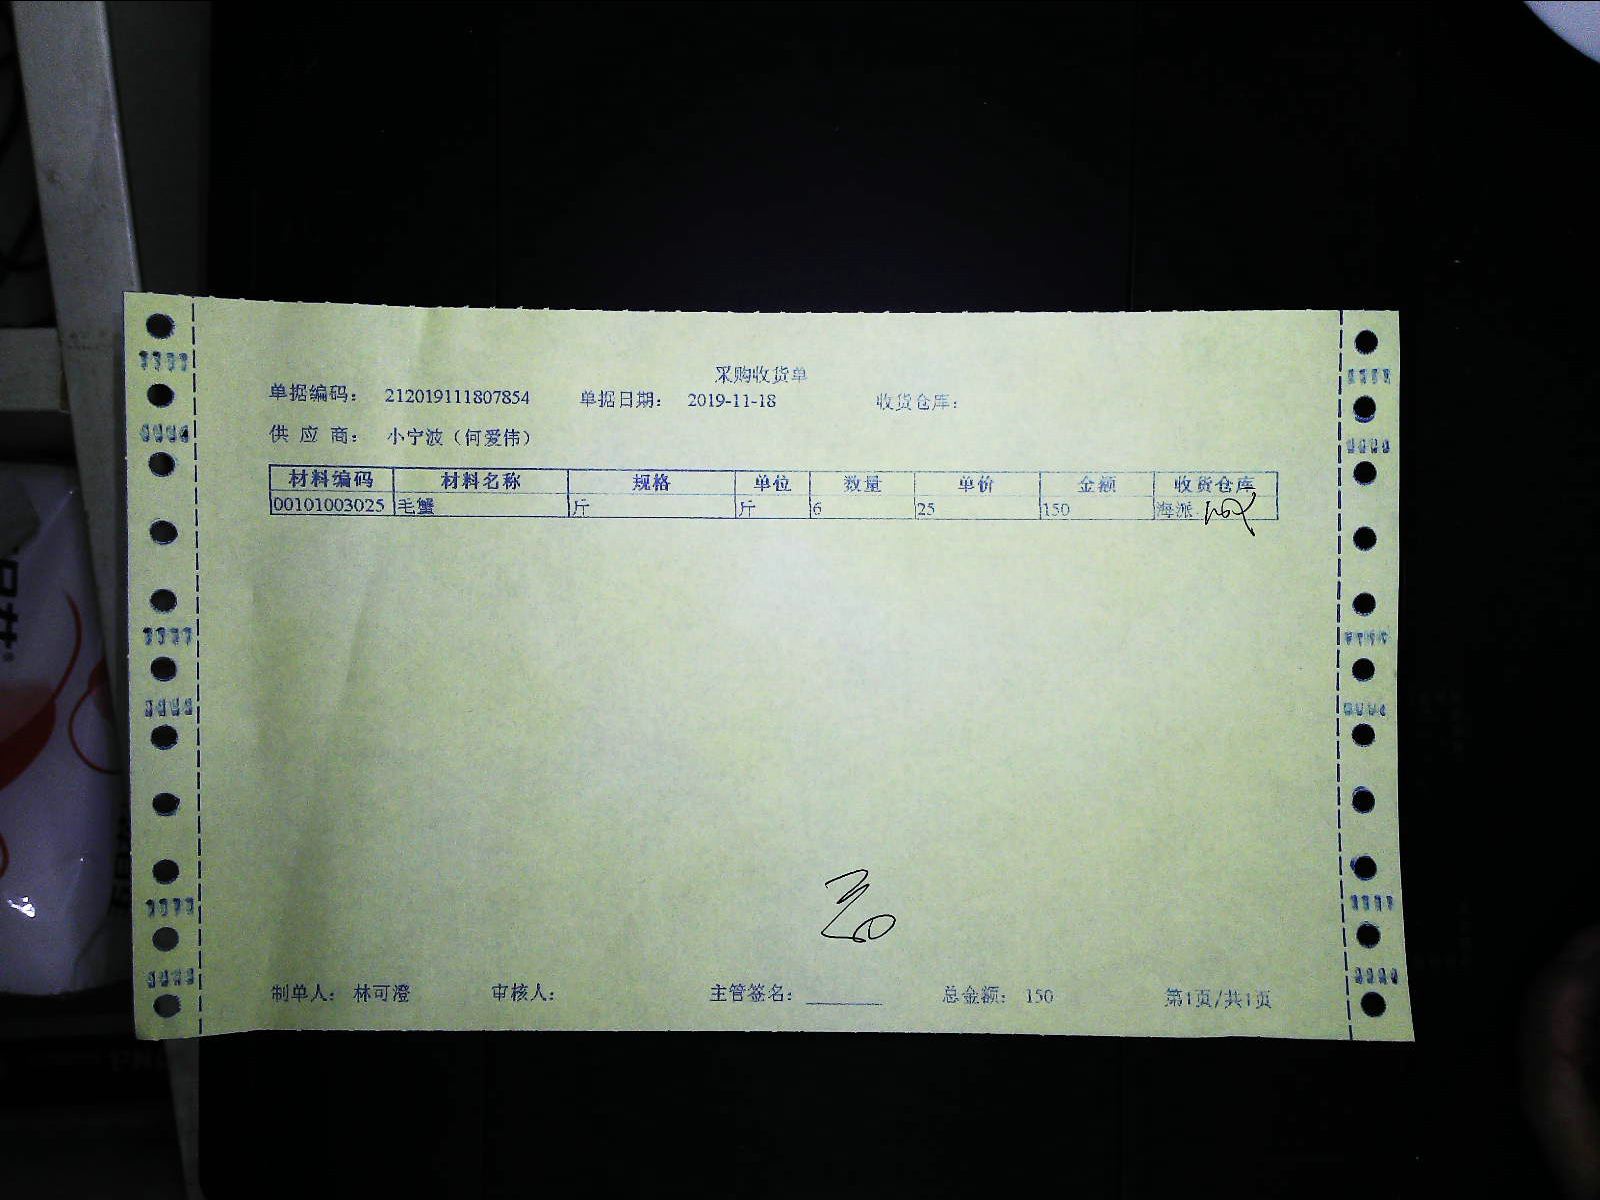 采购收货单
单据编码： 212019111807854 单据日期： 2019-11-18 收货仓库：
供 应 商： 小宁波（何爱伟）
材料编码 材料名称 规格 单位 数量 单价 金额 收货仓库
00101003025 毛蟹 斤 斤 6 25 150 海派
制单人： 林可澄 审核人： 主管签名： 总金额： 150 第1页/共1页